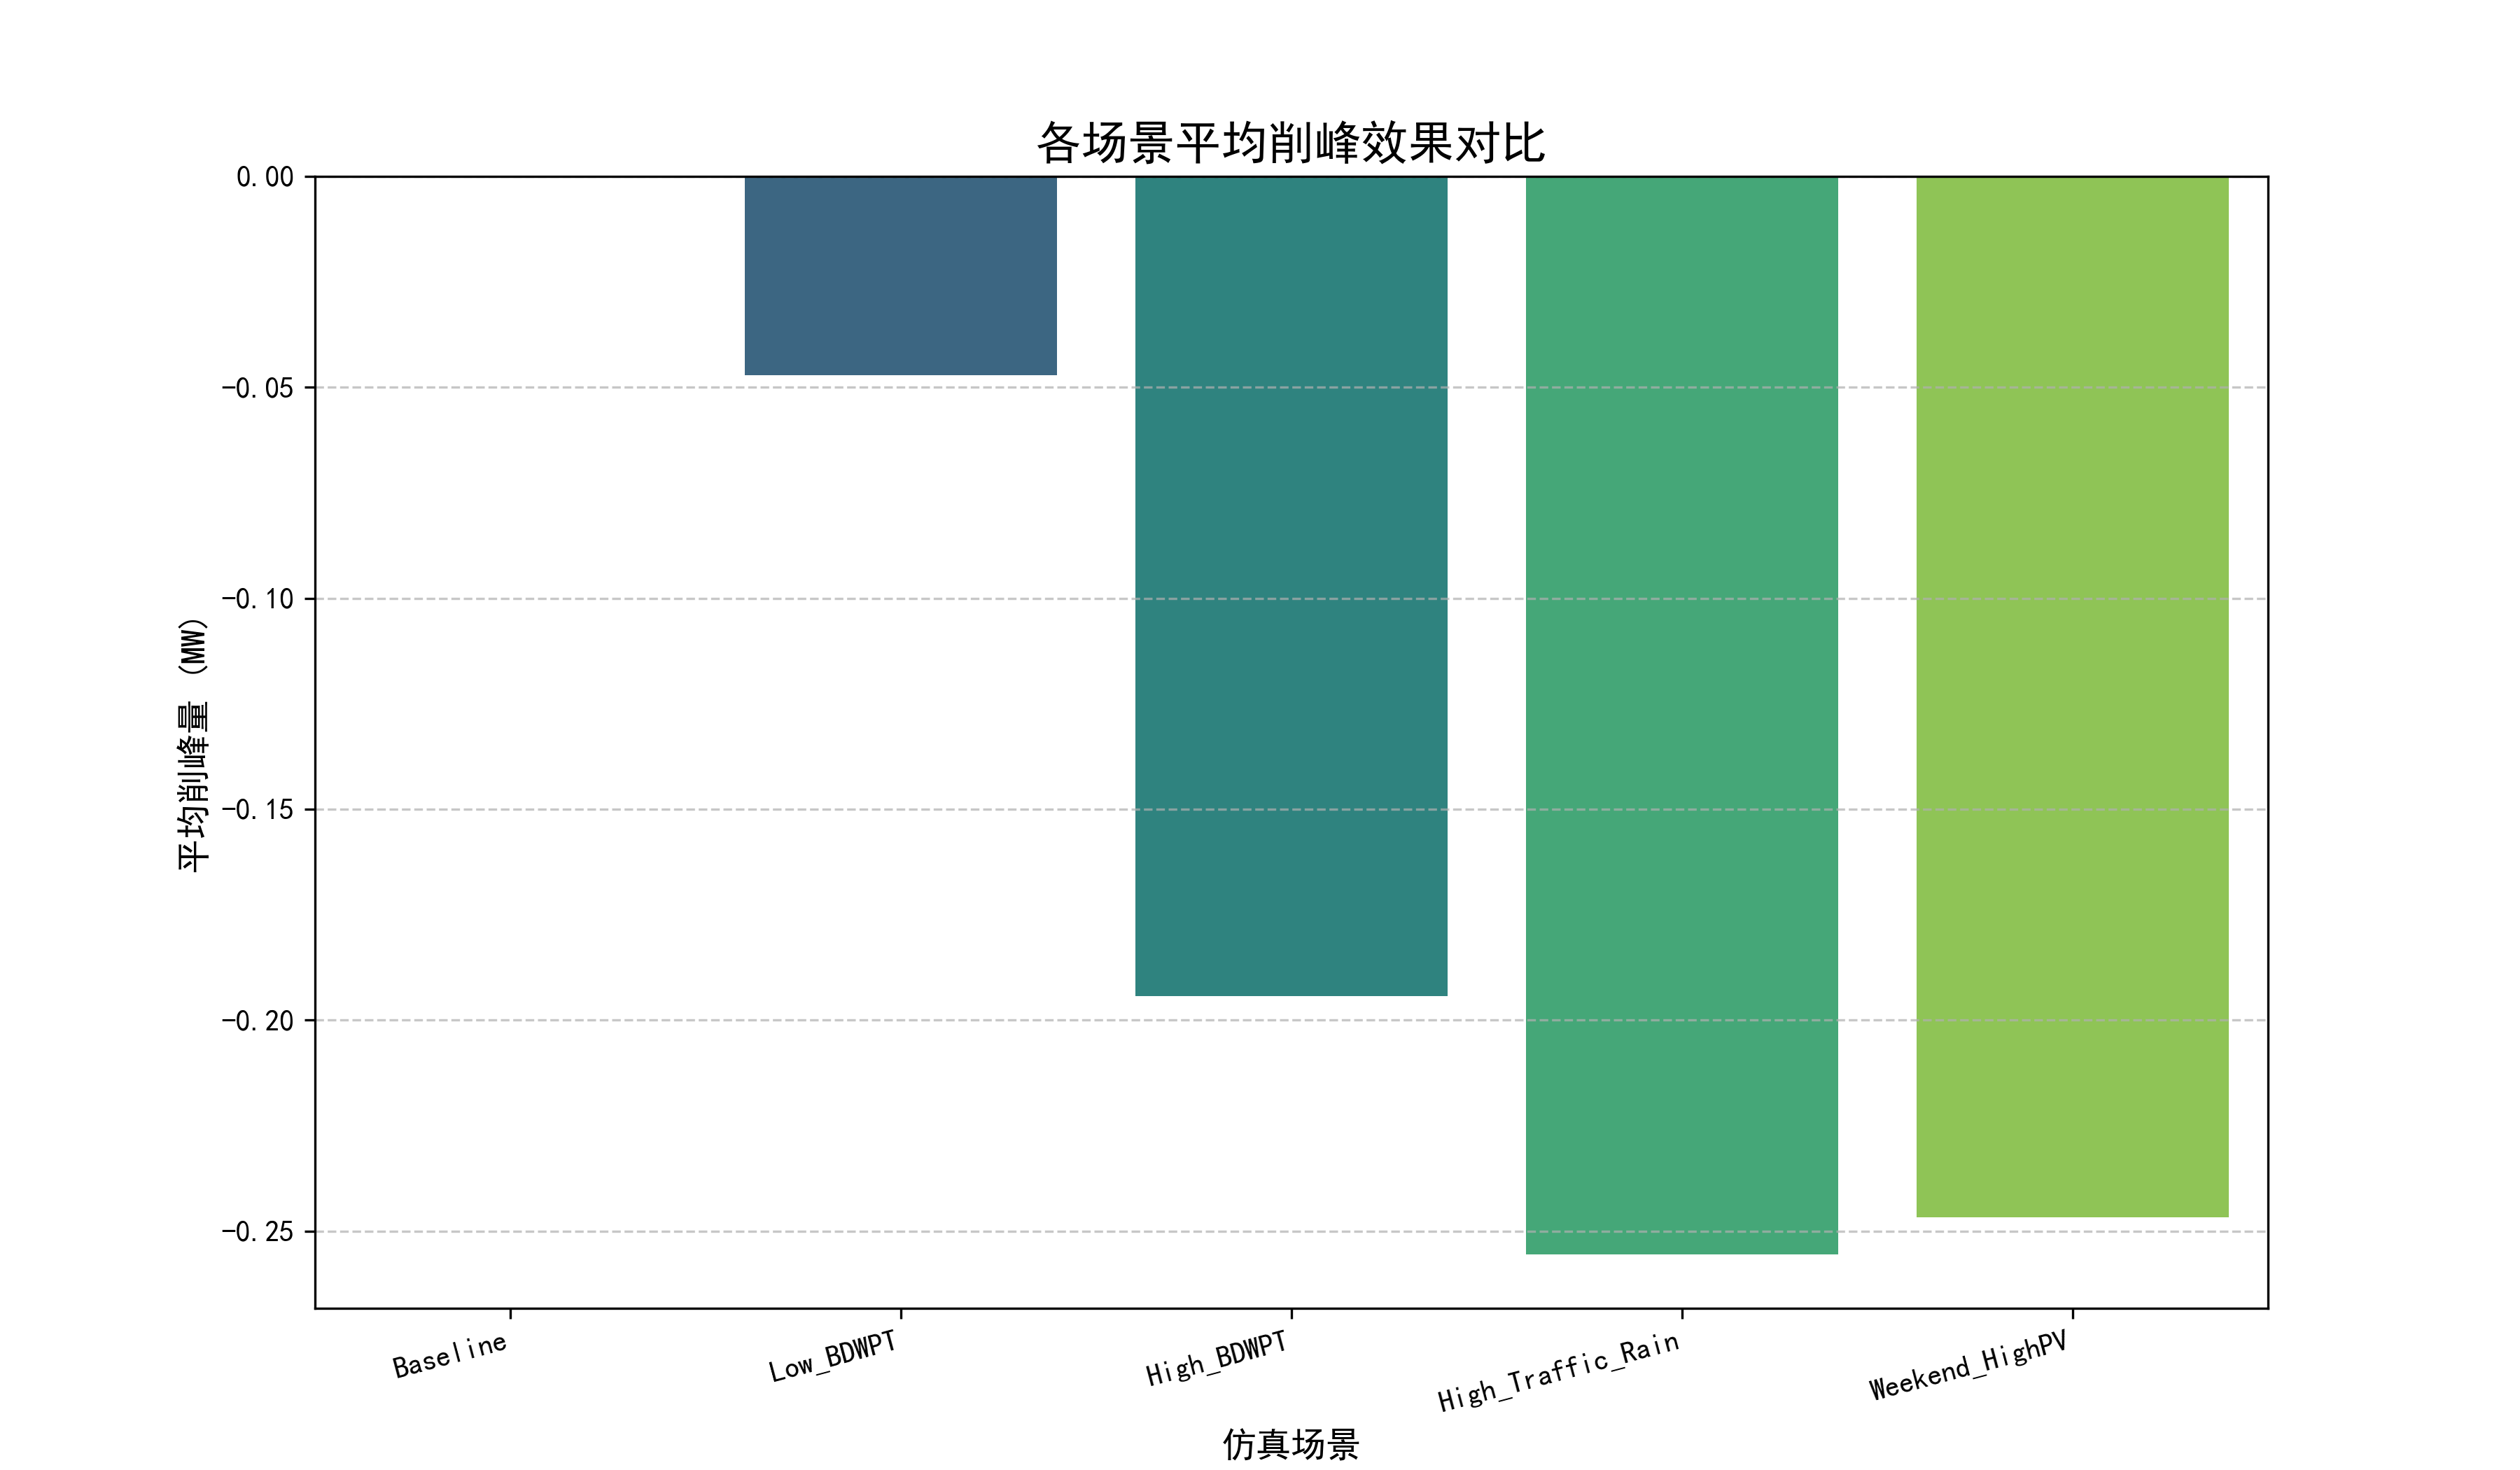 各场景平均削峰效果对比
平均削峰量 (MW)
0.00
-0.05
-0.10
-0.15
-0.20
-0.25
Baseline
Low_BDWPT
High_BDWPT
High_Traffic_Rain
Weekend_HighPV
仿真场景